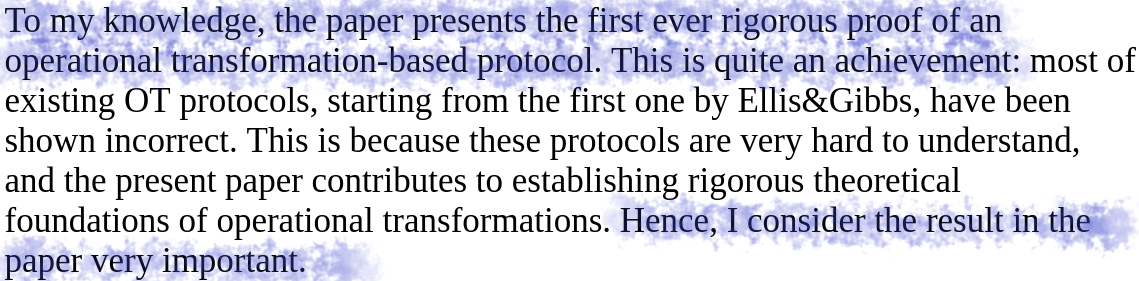 To my knowledge, the paper presents the first ever rigorous proof of an
operational transformation-based protocol. This is quite an achievement: most of
existing OT protocols, starting from the first one by Ellis&Gibbs, have been
shown incorrect. This is because these protocols are very hard to understand,
and the present paper contributes to establishing rigorous theoretical
foundations of operational transformations. Hence, I consider the result in the
paper very important.